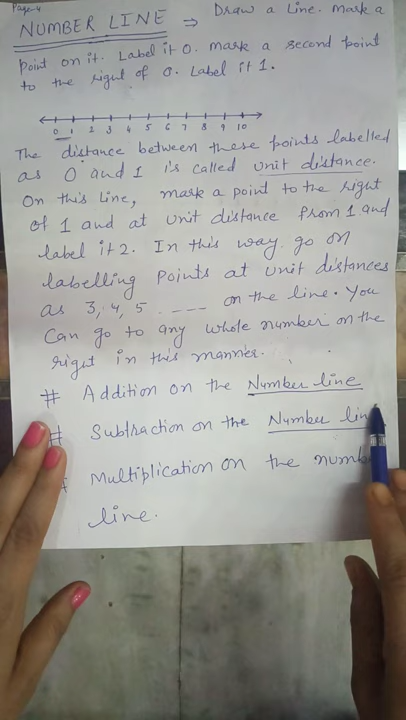 Page-4
NUMBER LINE ⇒ Draw a Line. Mark a
Point on it. Label it 0. mark a second point
to the right of 0. Label it 1.
0 1 2 3 4 5 6 7 8 9 10
The distance between these points labelled
as 0 and 1 is called unit distance.
On this Line, mark a point to the right
of 1 and at unit distance from 1 and
label it 2. In this way go on
labelling points at unit distances
as 3, 4, 5 . --- on the line. You
Can go to any whole number on the
right in this manner.
# Addition on the Number line
# Subtraction on the Number lin
# Multiplication on the numb
line.